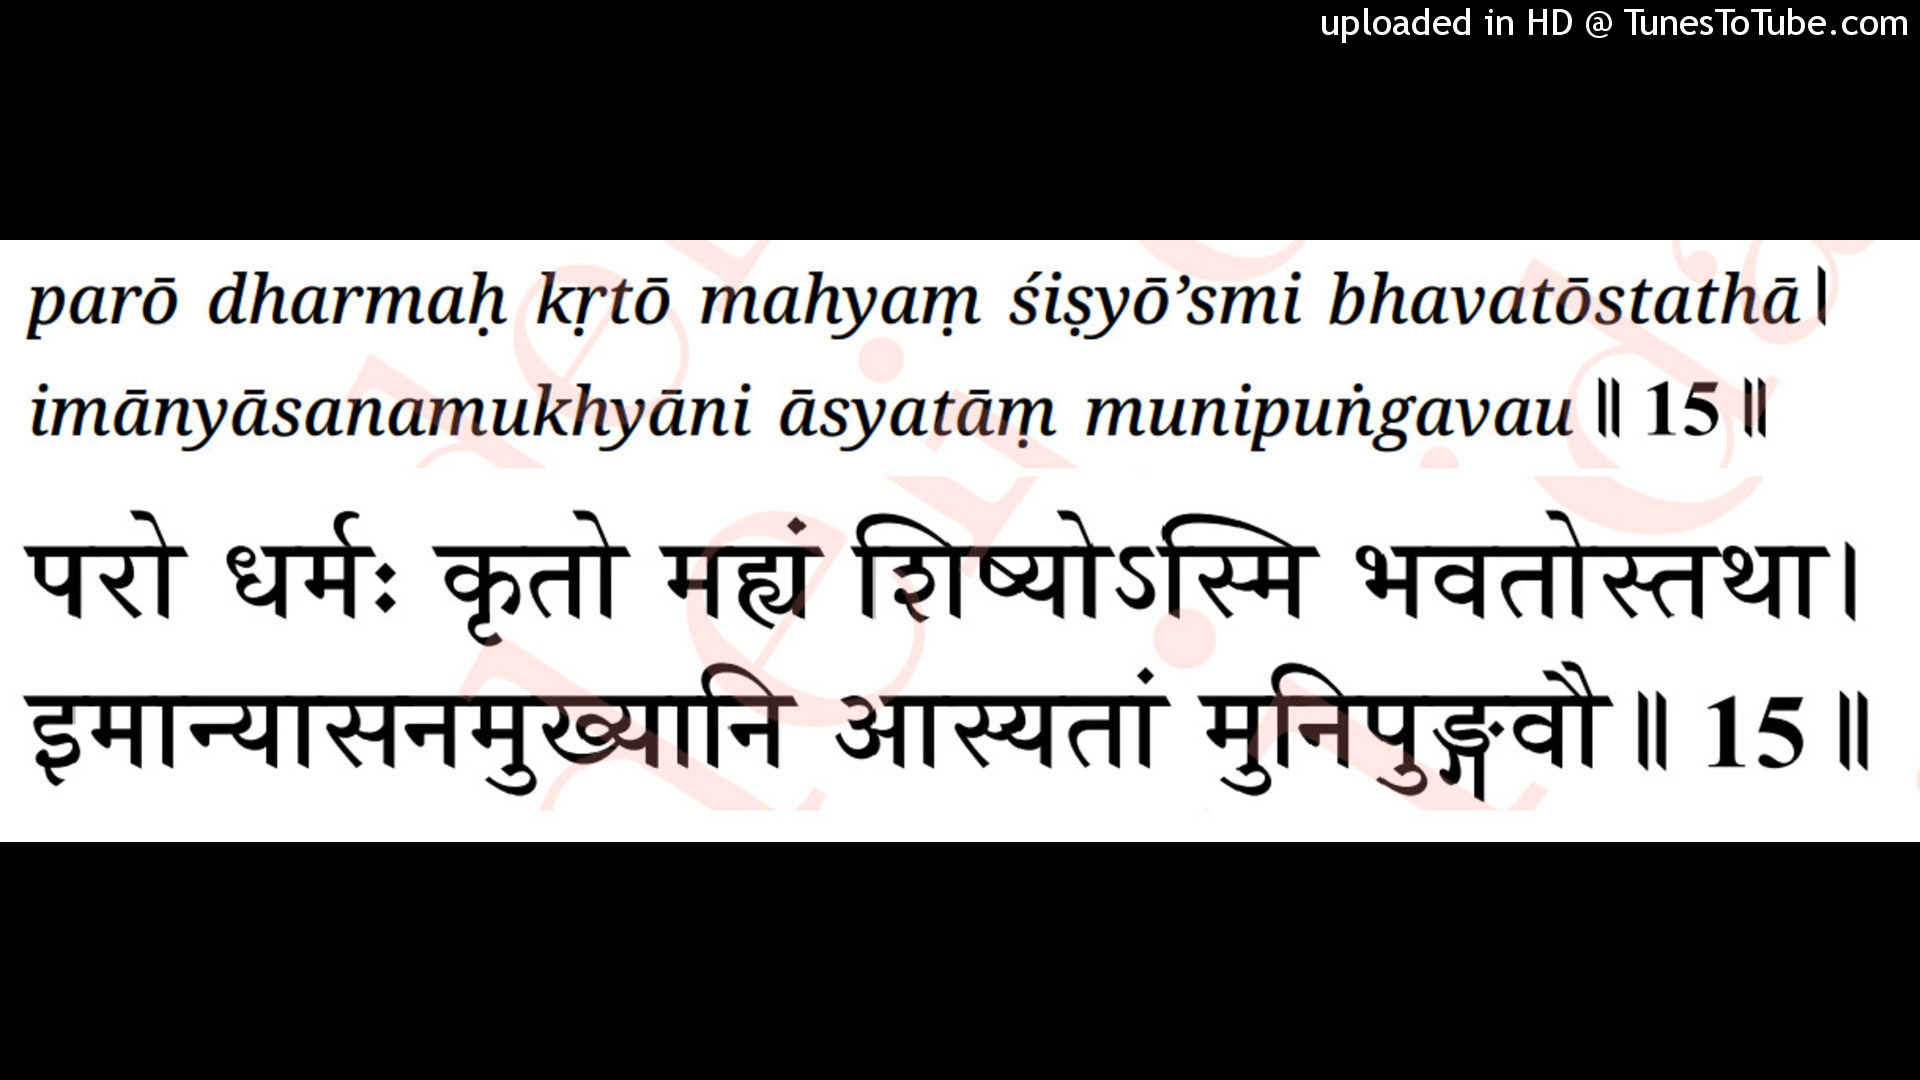 uploaded in HD @ TunesToTube.com
parō dharmaḥ kṛtō mahyaṃ śiṣyō’smi bhavatōstathā|
imānyāsanamukhyāni āsyatāṃ munipuṅgavau॥ 15॥
परो धर्मः कृतो मह्यं शिष्योऽस्मि भवतोस्तथा।
इमान्यासनमुख्यानि आस्यतां मुनिपुङ्गवौ॥ 15॥